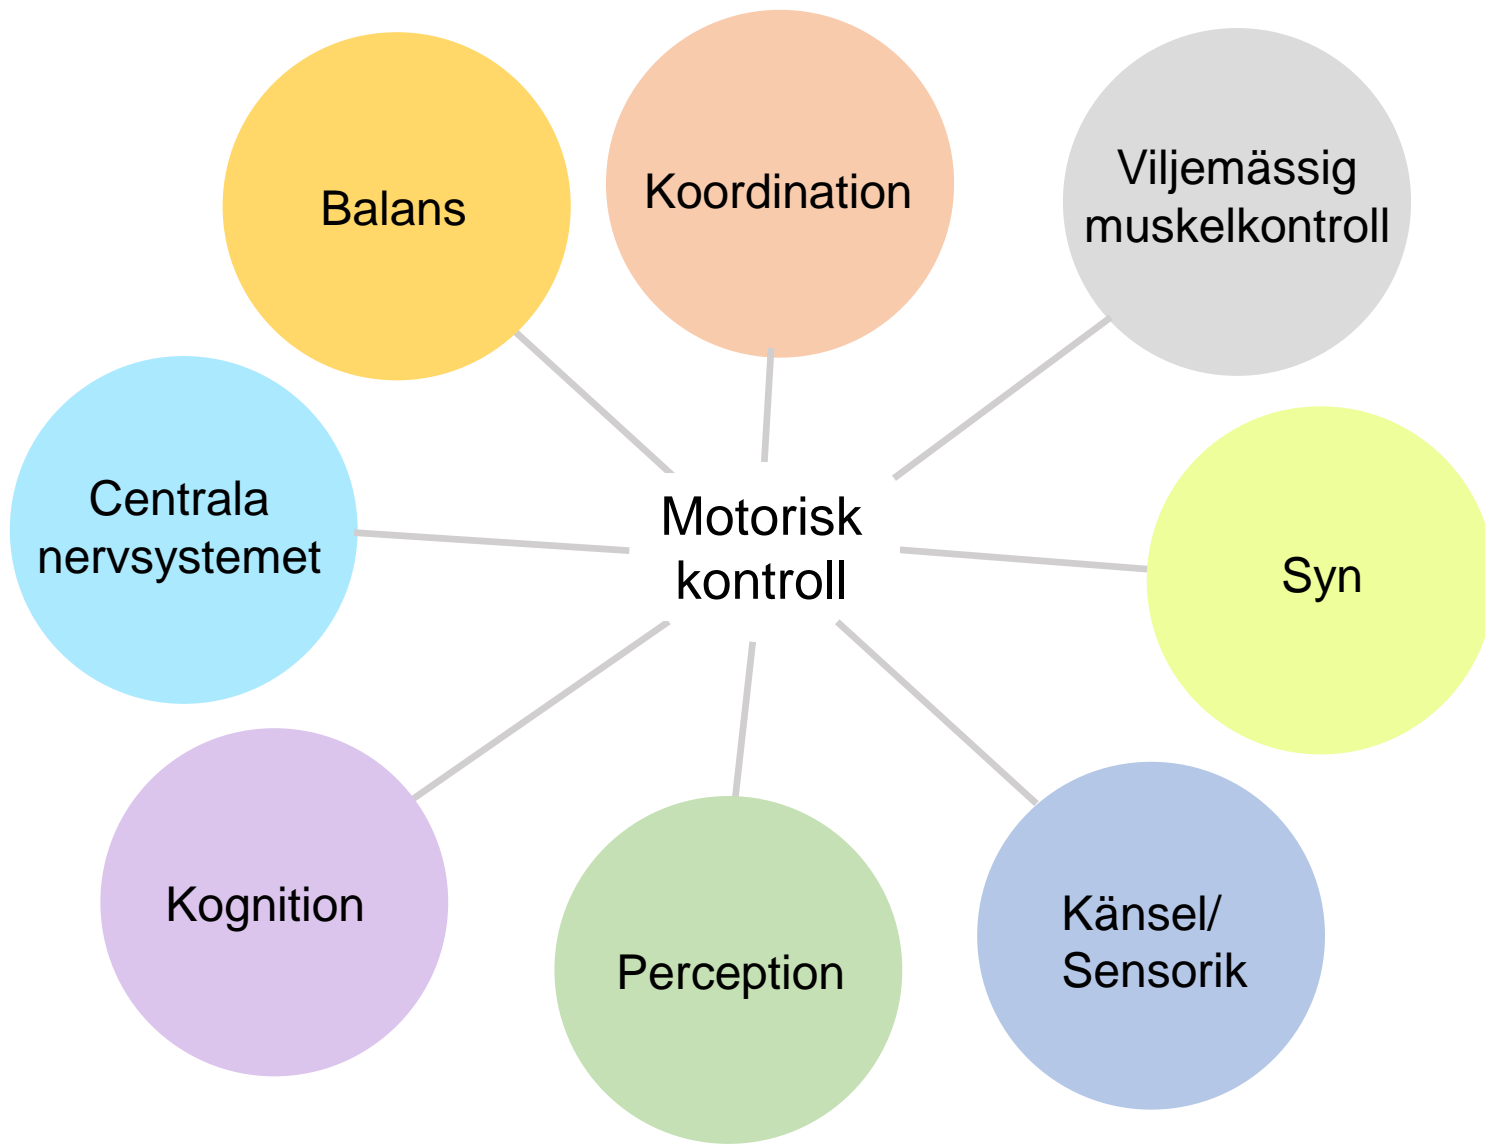 Balans
Koordination
Viljemässig
muskelkontroll
Centrala
nervsystemet
Motorisk
kontroll
Syn
Kognition
Perception
Känsel/
Sensorik